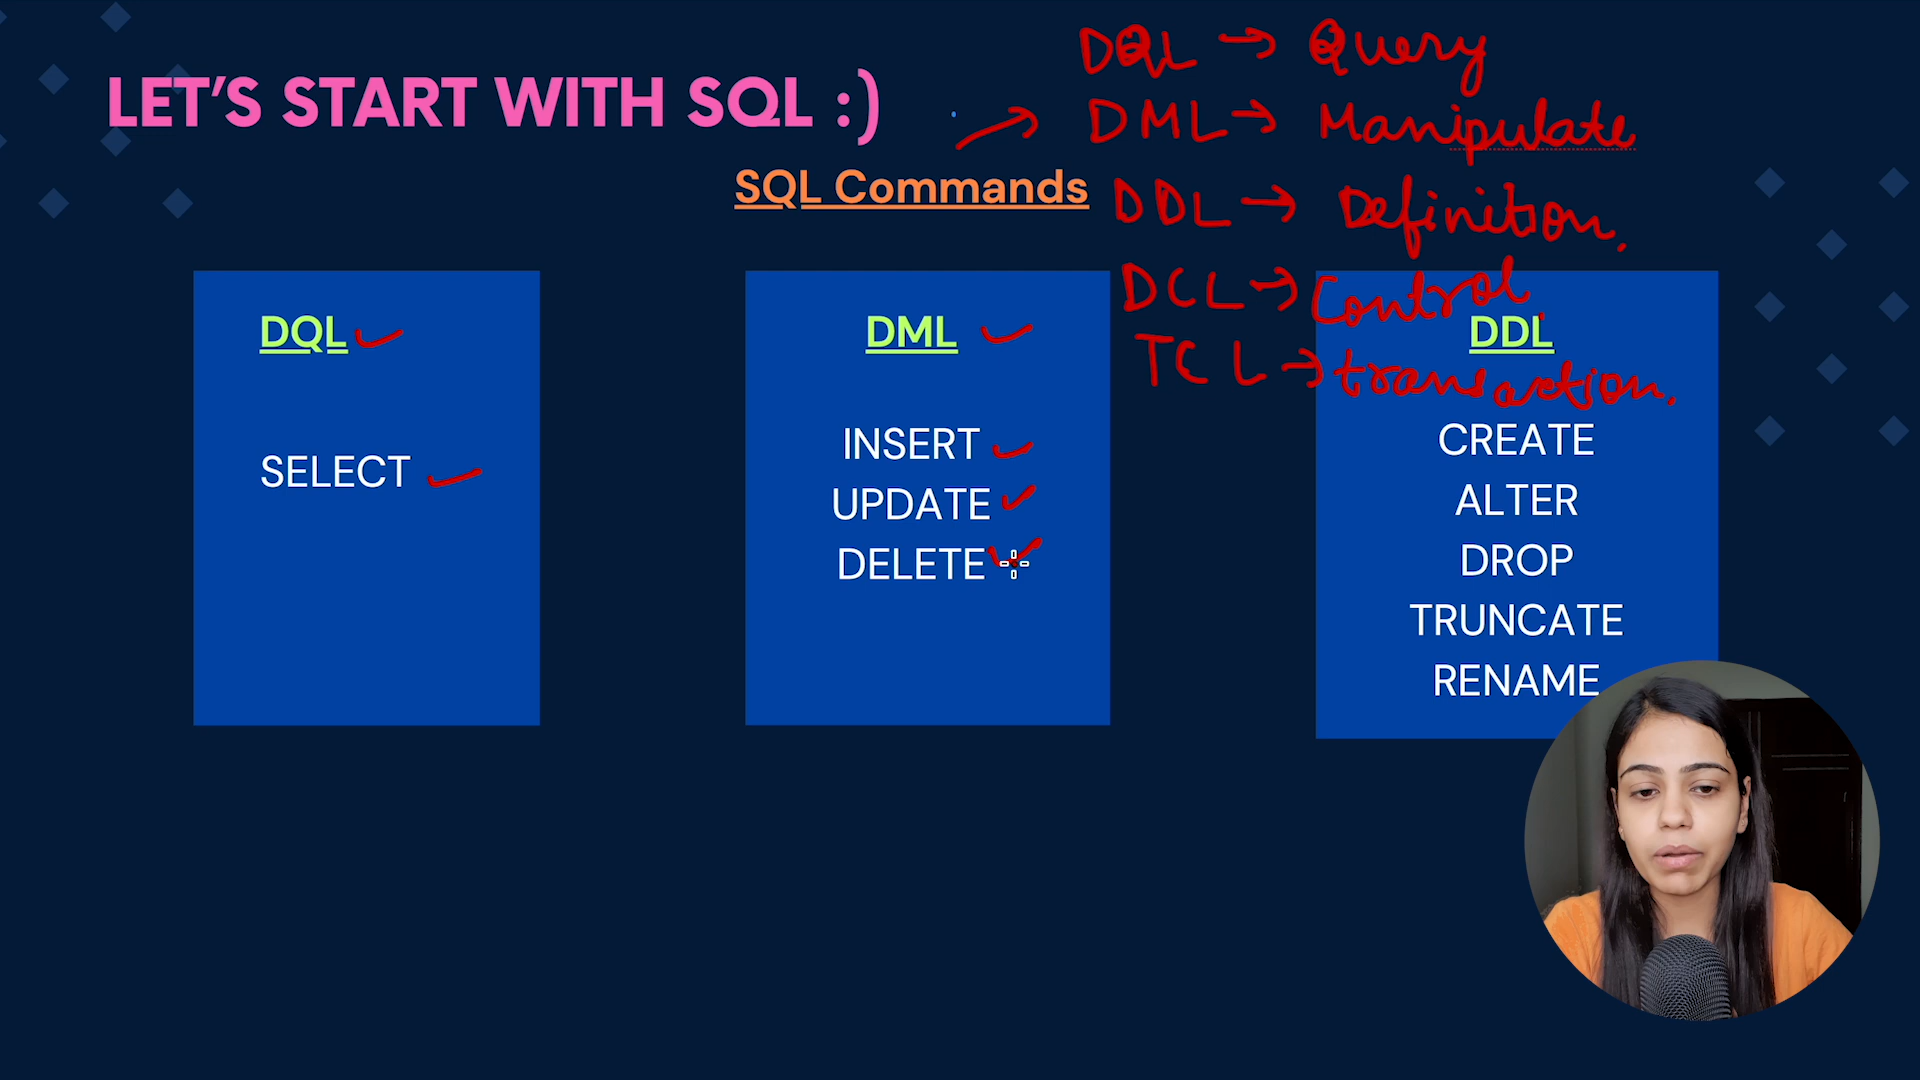 LET'S START WITH SQL :)
DQL → Query
DML → Manipulate
SQL Commands
DDL → Definition.
DCL → Control.
TCL → transaction.
DQL
SELECT
DML
INSERT
UPDATE
DELETE
DDL
CREATE
ALTER
DROP
TRUNCATE
RENAME